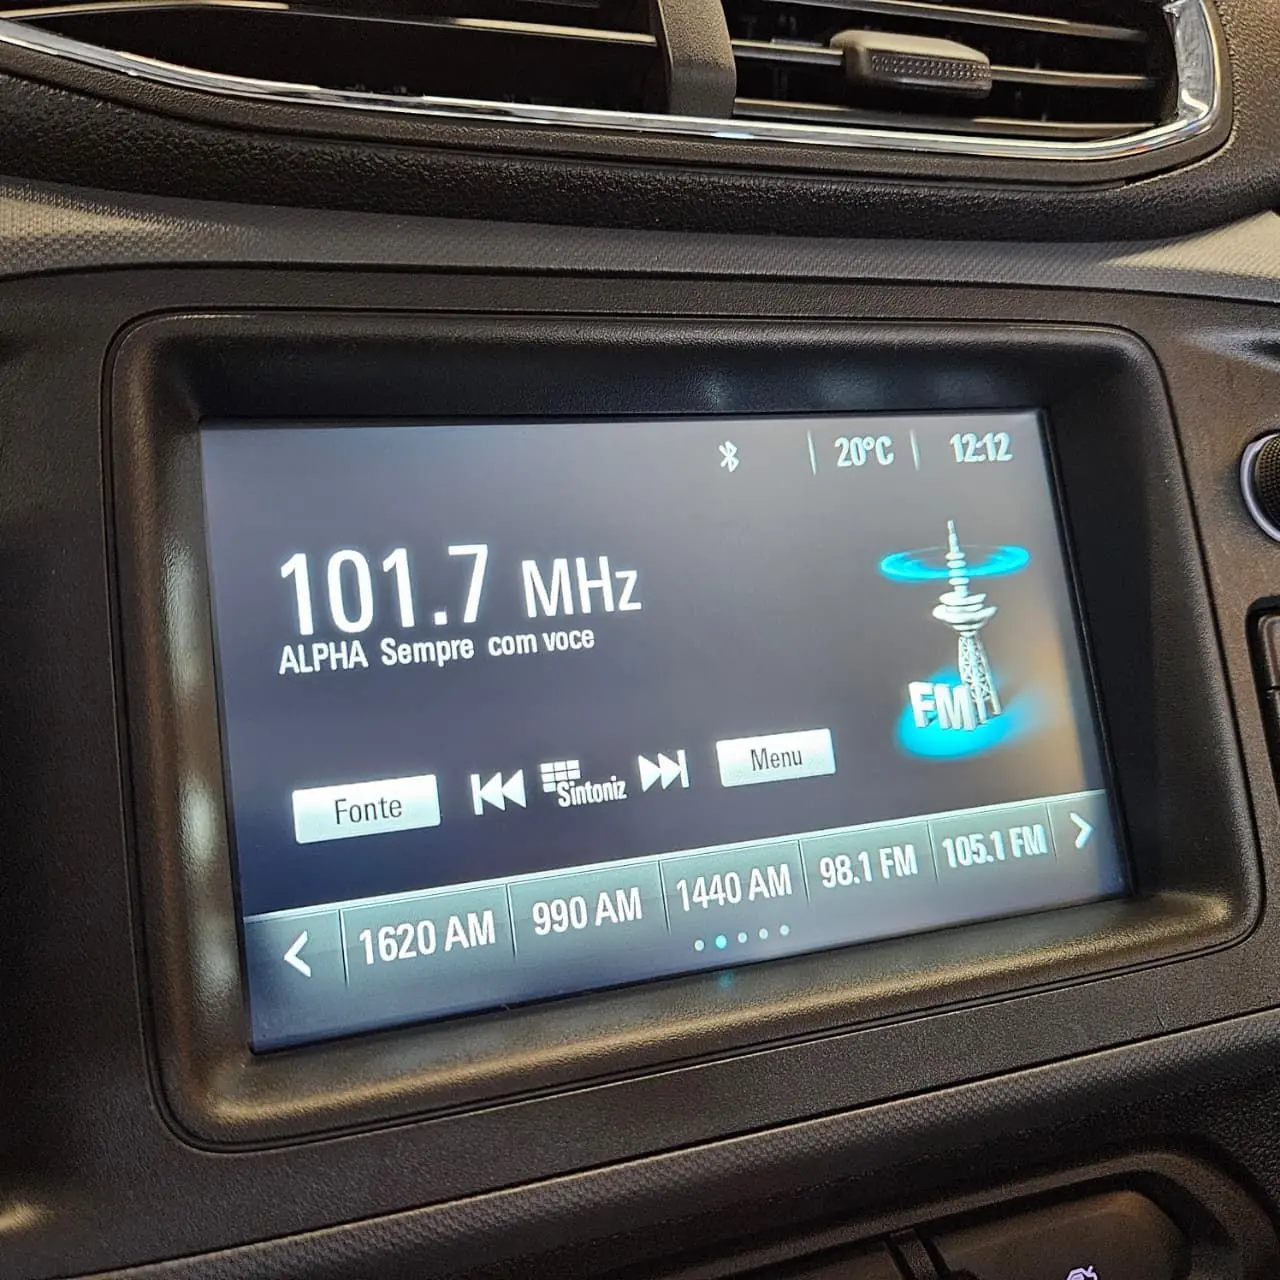 20°C 12:12
101.7 MHz
ALPHA Sempre com voce
FM
Fonte Sintoniz Menu
1620 AM 990 AM 1440 AM 98.1 FM 105.1 FM